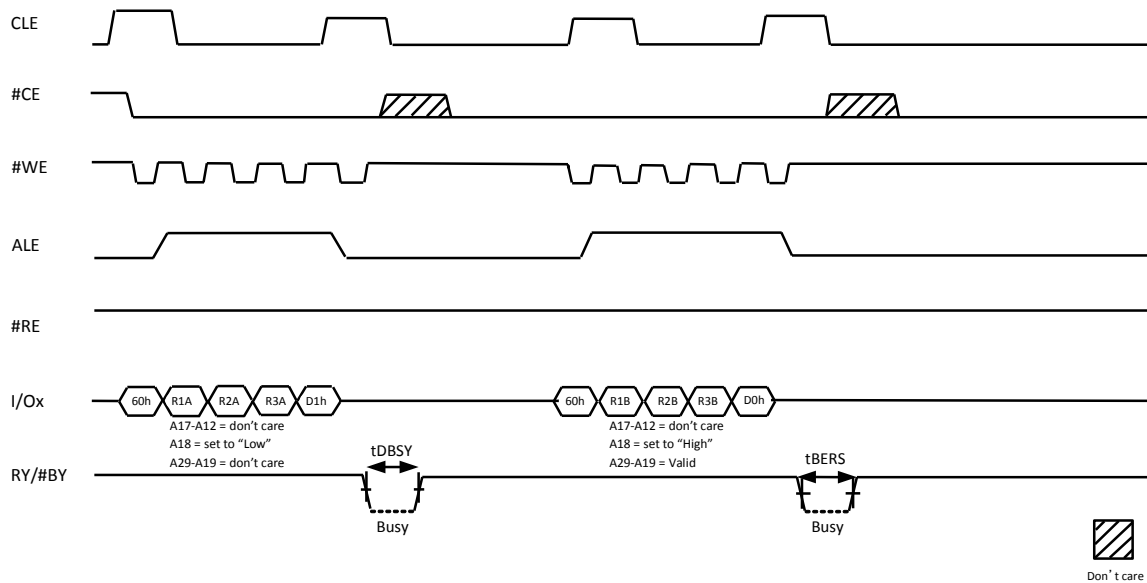 CLE
#CE
#WE
ALE
#RE
I/Ox
60h R1A R2A R3A D1h
60h R1B R2B R3B D0h
A17-A12 = don't care
A18 = set to “Low”
A29-A19 = don't care
A17-A12 = don't care
A18 = set to “High”
A29-A19 = Valid
RY/#BY
tDBSY
Busy
tBERS
Busy
Don’t care